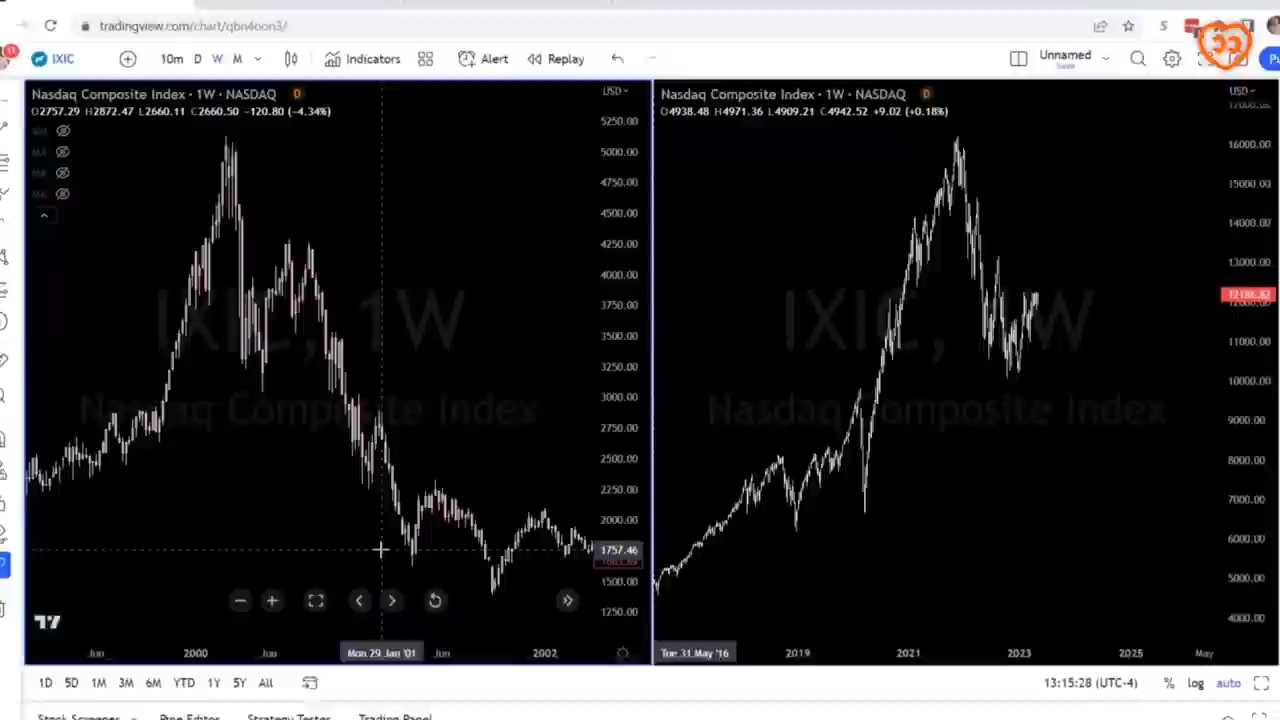 tradingview.com/chart/qbn4oon3/
IXIC 10m D W M Indicators Alert Replay Unnamed
Save
Nasdaq Composite Index · 1W · NASDAQ D USD
O2757.29 H2872.47 L2660.11 C2660.50 −120.80 (−4.34%)
5250.00
5000.00
4750.00
4500.00
4250.00
4000.00
3750.00
3500.00
3250.00
3000.00
2750.00
2500.00
2250.00
2000.00
1757.46
1500.00
1250.00
IXIC, 1W
Nasdaq Composite Index
Jun 2000 Jun Mon 29 Jan '01 Jun 2002
Nasdaq Composite Index · 1W · NASDAQ D USD
O4938.48 H4971.36 L4909.21 C4942.52 +9.02 (+0.18%)
17000.00
16000.00
15000.00
14000.00
13000.00
12000.00
11000.00
10000.00
9000.00
8000.00
7000.00
6000.00
5000.00
4000.00
IXIC, 1W
Nasdaq Composite Index
Tue 31 May '16 2019 2021 2023 2025 May
1D 5D 1M 3M 6M YTD 1Y 5Y All 13:15:28 (UTC-4) % log auto
Stock Screener Pine Editor Strategy Tester Trading Panel